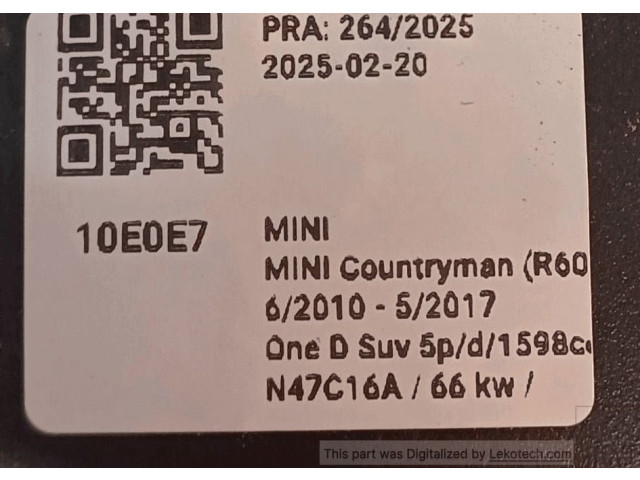 PRA: 264/2025
2025-02-20
10E0E7
MINI
MINI Countryman (R60
6/2010 - 5/2017
One D Suv 5p/d/1598cc
N47C16A / 66 kw /
This part was Digitalized by Lekotech.com